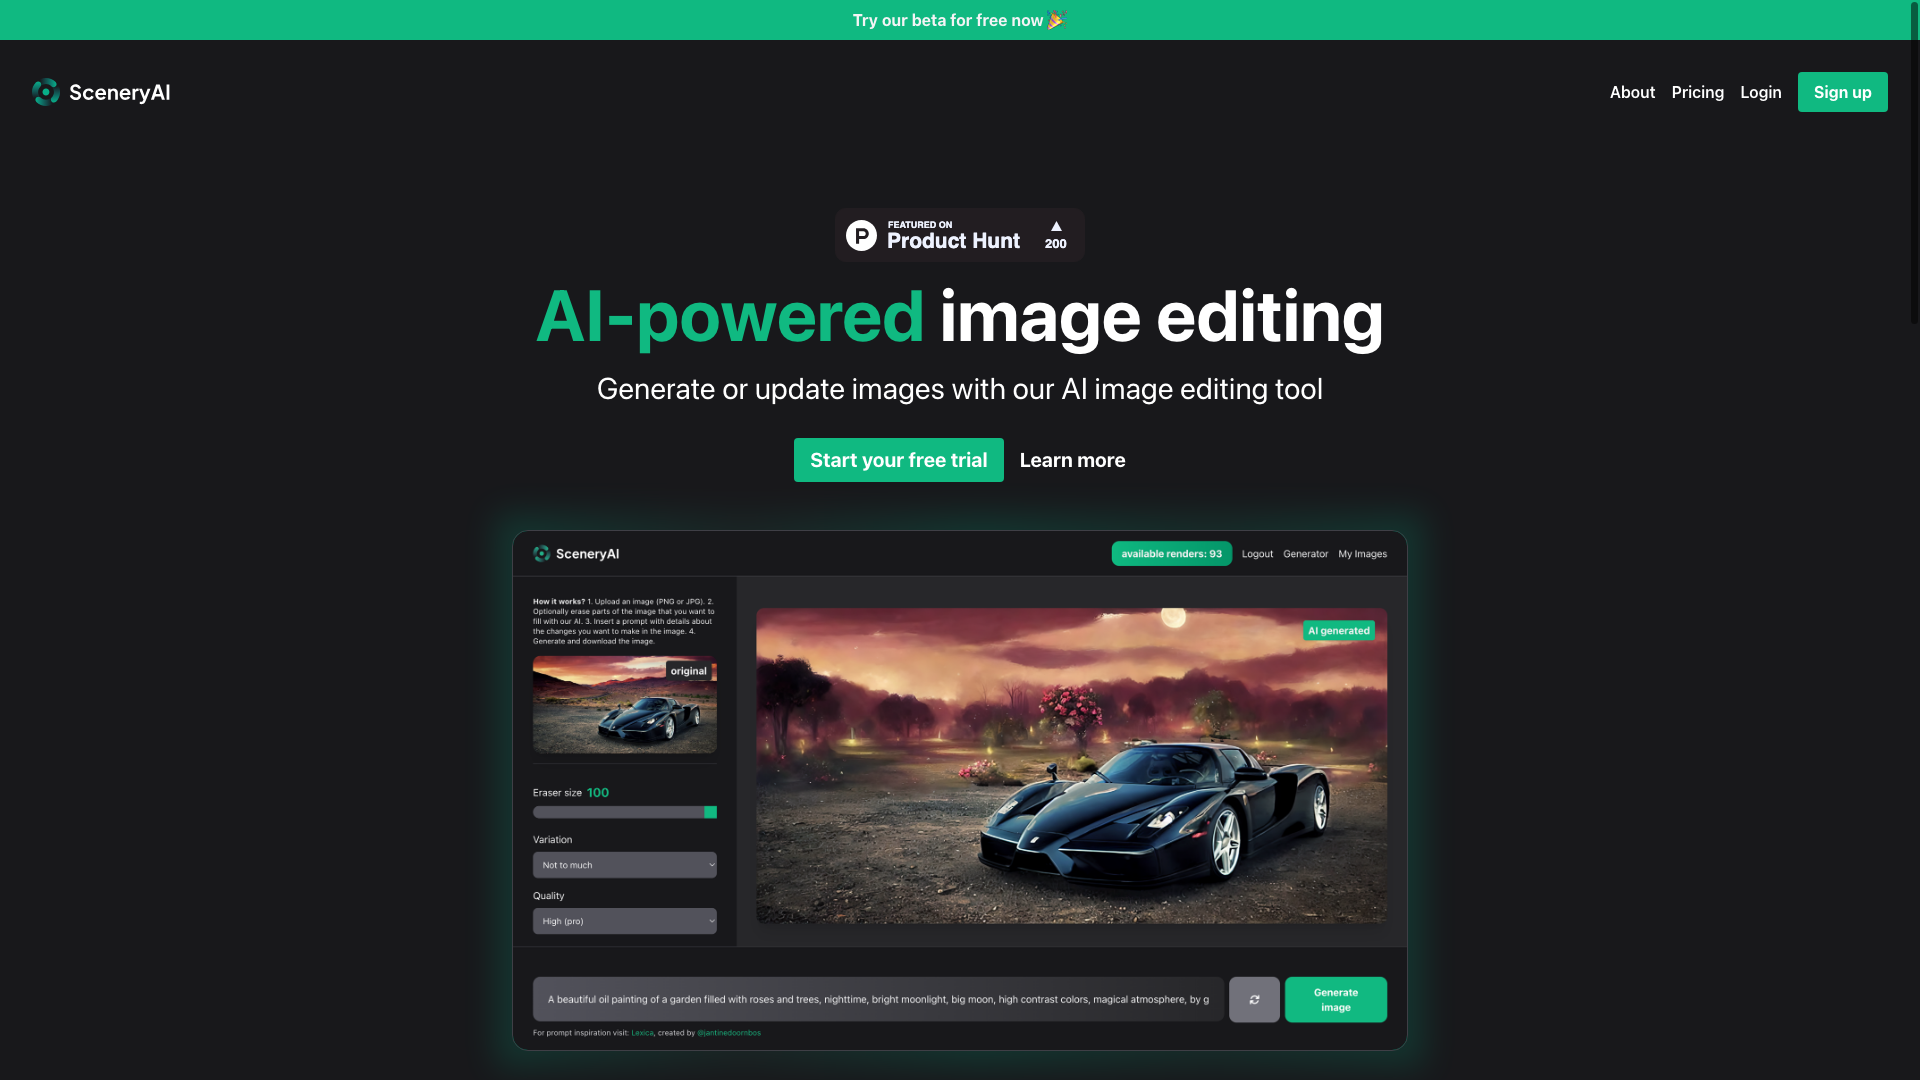 Try our beta for free now
SceneryAI
About Pricing Login Sign up
P FEATURED ON
Product Hunt
200
AI-powered image editing
Generate or update images with our AI image editing tool
Start your free trial Learn more
SceneryAI
available renders: 93 Logout Generator My Images
How it works? 1. Upload an image (PNG or JPG). 2.
Optionally erase parts of the image that you want to
fill with our AI. 3. Insert a prompt with details about
the changes you want to make in the image. 4.
Generate and download the image.
original
AI generated
Eraser size 100
Variation
Not to much
Quality
High (pro)
A beautiful oil painting of a garden filled with roses and trees, nighttime, bright moonlight, big moon, high contrast colors, magical atmosphere, by g
Generate
image
For prompt inspiration visit: Lexica, created by @jantinedoornbos